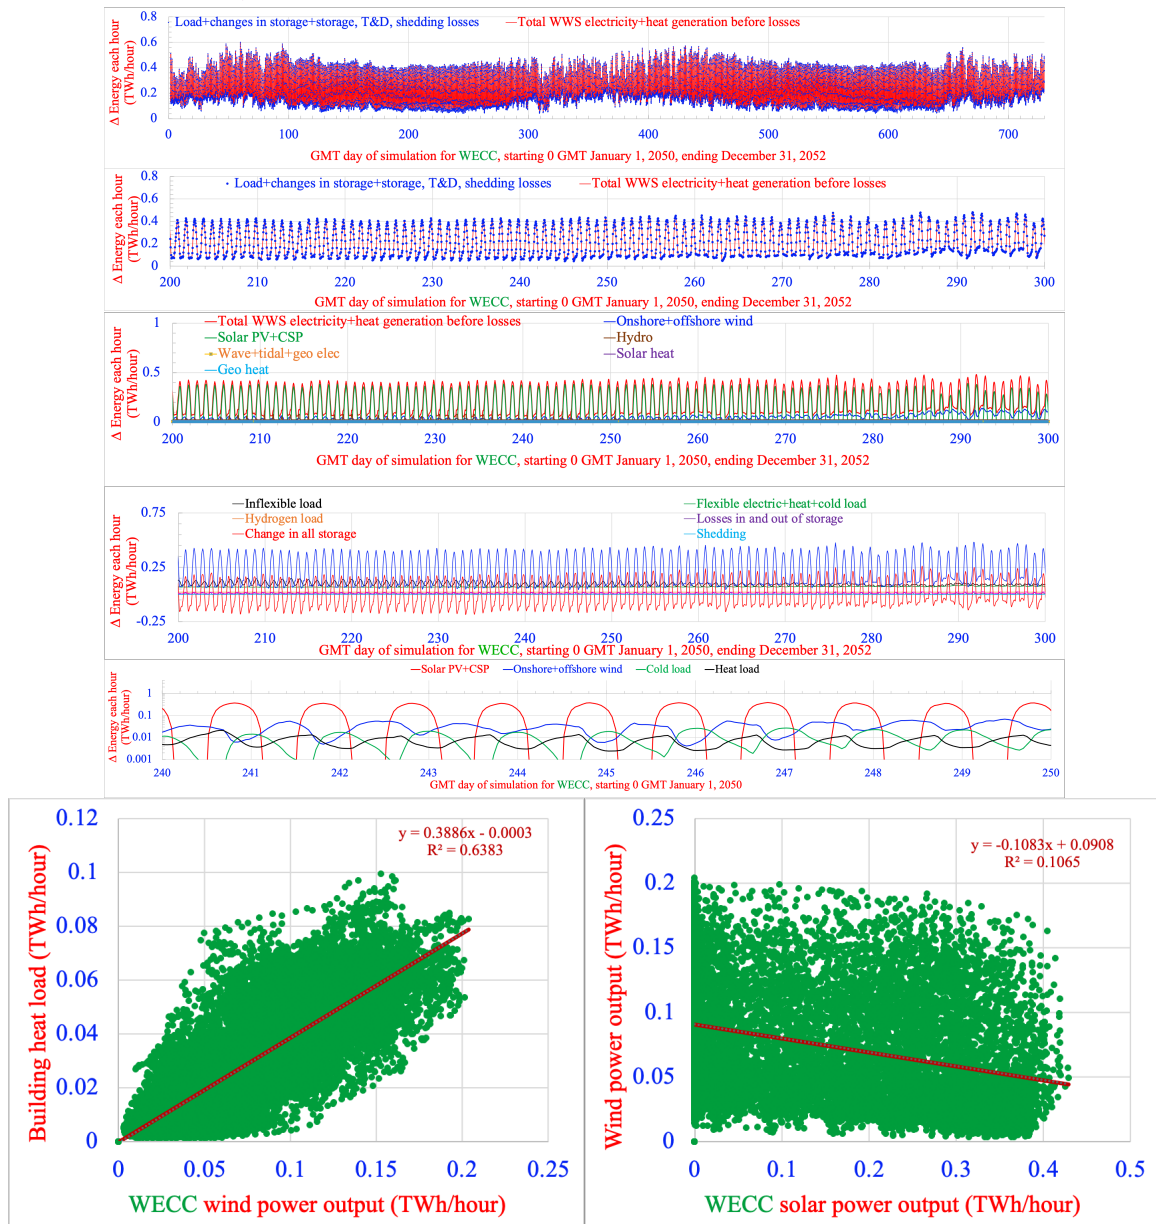 0.8
Load+changes in storage+storage, T&D, shedding losses —Total WWS electricity+heat generation before losses
0.6
0.4
0.2
0
Δ Energy each hour
(TWh/hour)
0 100 200 300 400 500 600 700
GMT day of simulation for WECC, starting 0 GMT January 1, 2050, ending December 31, 2052
0.8
Load+changes in storage+storage, T&D, shedding losses —Total WWS electricity+heat generation before losses
0.6
0.4
0.2
0
Δ Energy each hour
(TWh/hour)
200 210 220 230 240 250 260 270 280 290 300
GMT day of simulation for WECC, starting 0 GMT January 1, 2050, ending December 31, 2052
1
—Total WWS electricity+heat generation before losses —Onshore+offshore wind
—Solar PV+CSP —Hydro
Wave+tidal+geo elec —Solar heat
—Geo heat
0.5
0
Δ Energy each hour
(TWh/hour)
200 210 220 230 240 250 260 270 280 290 300
GMT day of simulation for WECC, starting 0 GMT January 1, 2050, ending December 31, 2052
—Inflexible load —Flexible electric+heat+cold load
0.75
—Hydrogen load —Losses in and out of storage
—Change in all storage —Shedding
0.25
-0.25
Δ Energy each hour
(TWh/hour)
200 210 220 230 240 250 260 270 280 290 300
GMT day of simulation for WECC, starting 0 GMT January 1, 2050, ending December 31, 2052
—Solar PV+CSP —Onshore+offshore wind —Cold load —Heat load
1
0.1
0.01
0.001
Δ Energy each hour
(TWh/hour)
240 241 242 243 244 245 246 247 248 249 250
GMT day of simulation for WECC, starting 0 GMT January 1, 2050
0.12
y = 0.3886x - 0.0003
R² = 0.6383
0.1
0.08
0.06
0.04
0.02
0
Building heat load (TWh/hour)
0 0.05 0.1 0.15 0.2 0.25
WECC wind power output (TWh/hour)
0.25
y = -0.1083x + 0.0908
R² = 0.1065
0.2
0.15
0.1
0.05
0
Wind power output (TWh/hour)
0 0.1 0.2 0.3 0.4 0.5
WECC solar power output (TWh/hour)